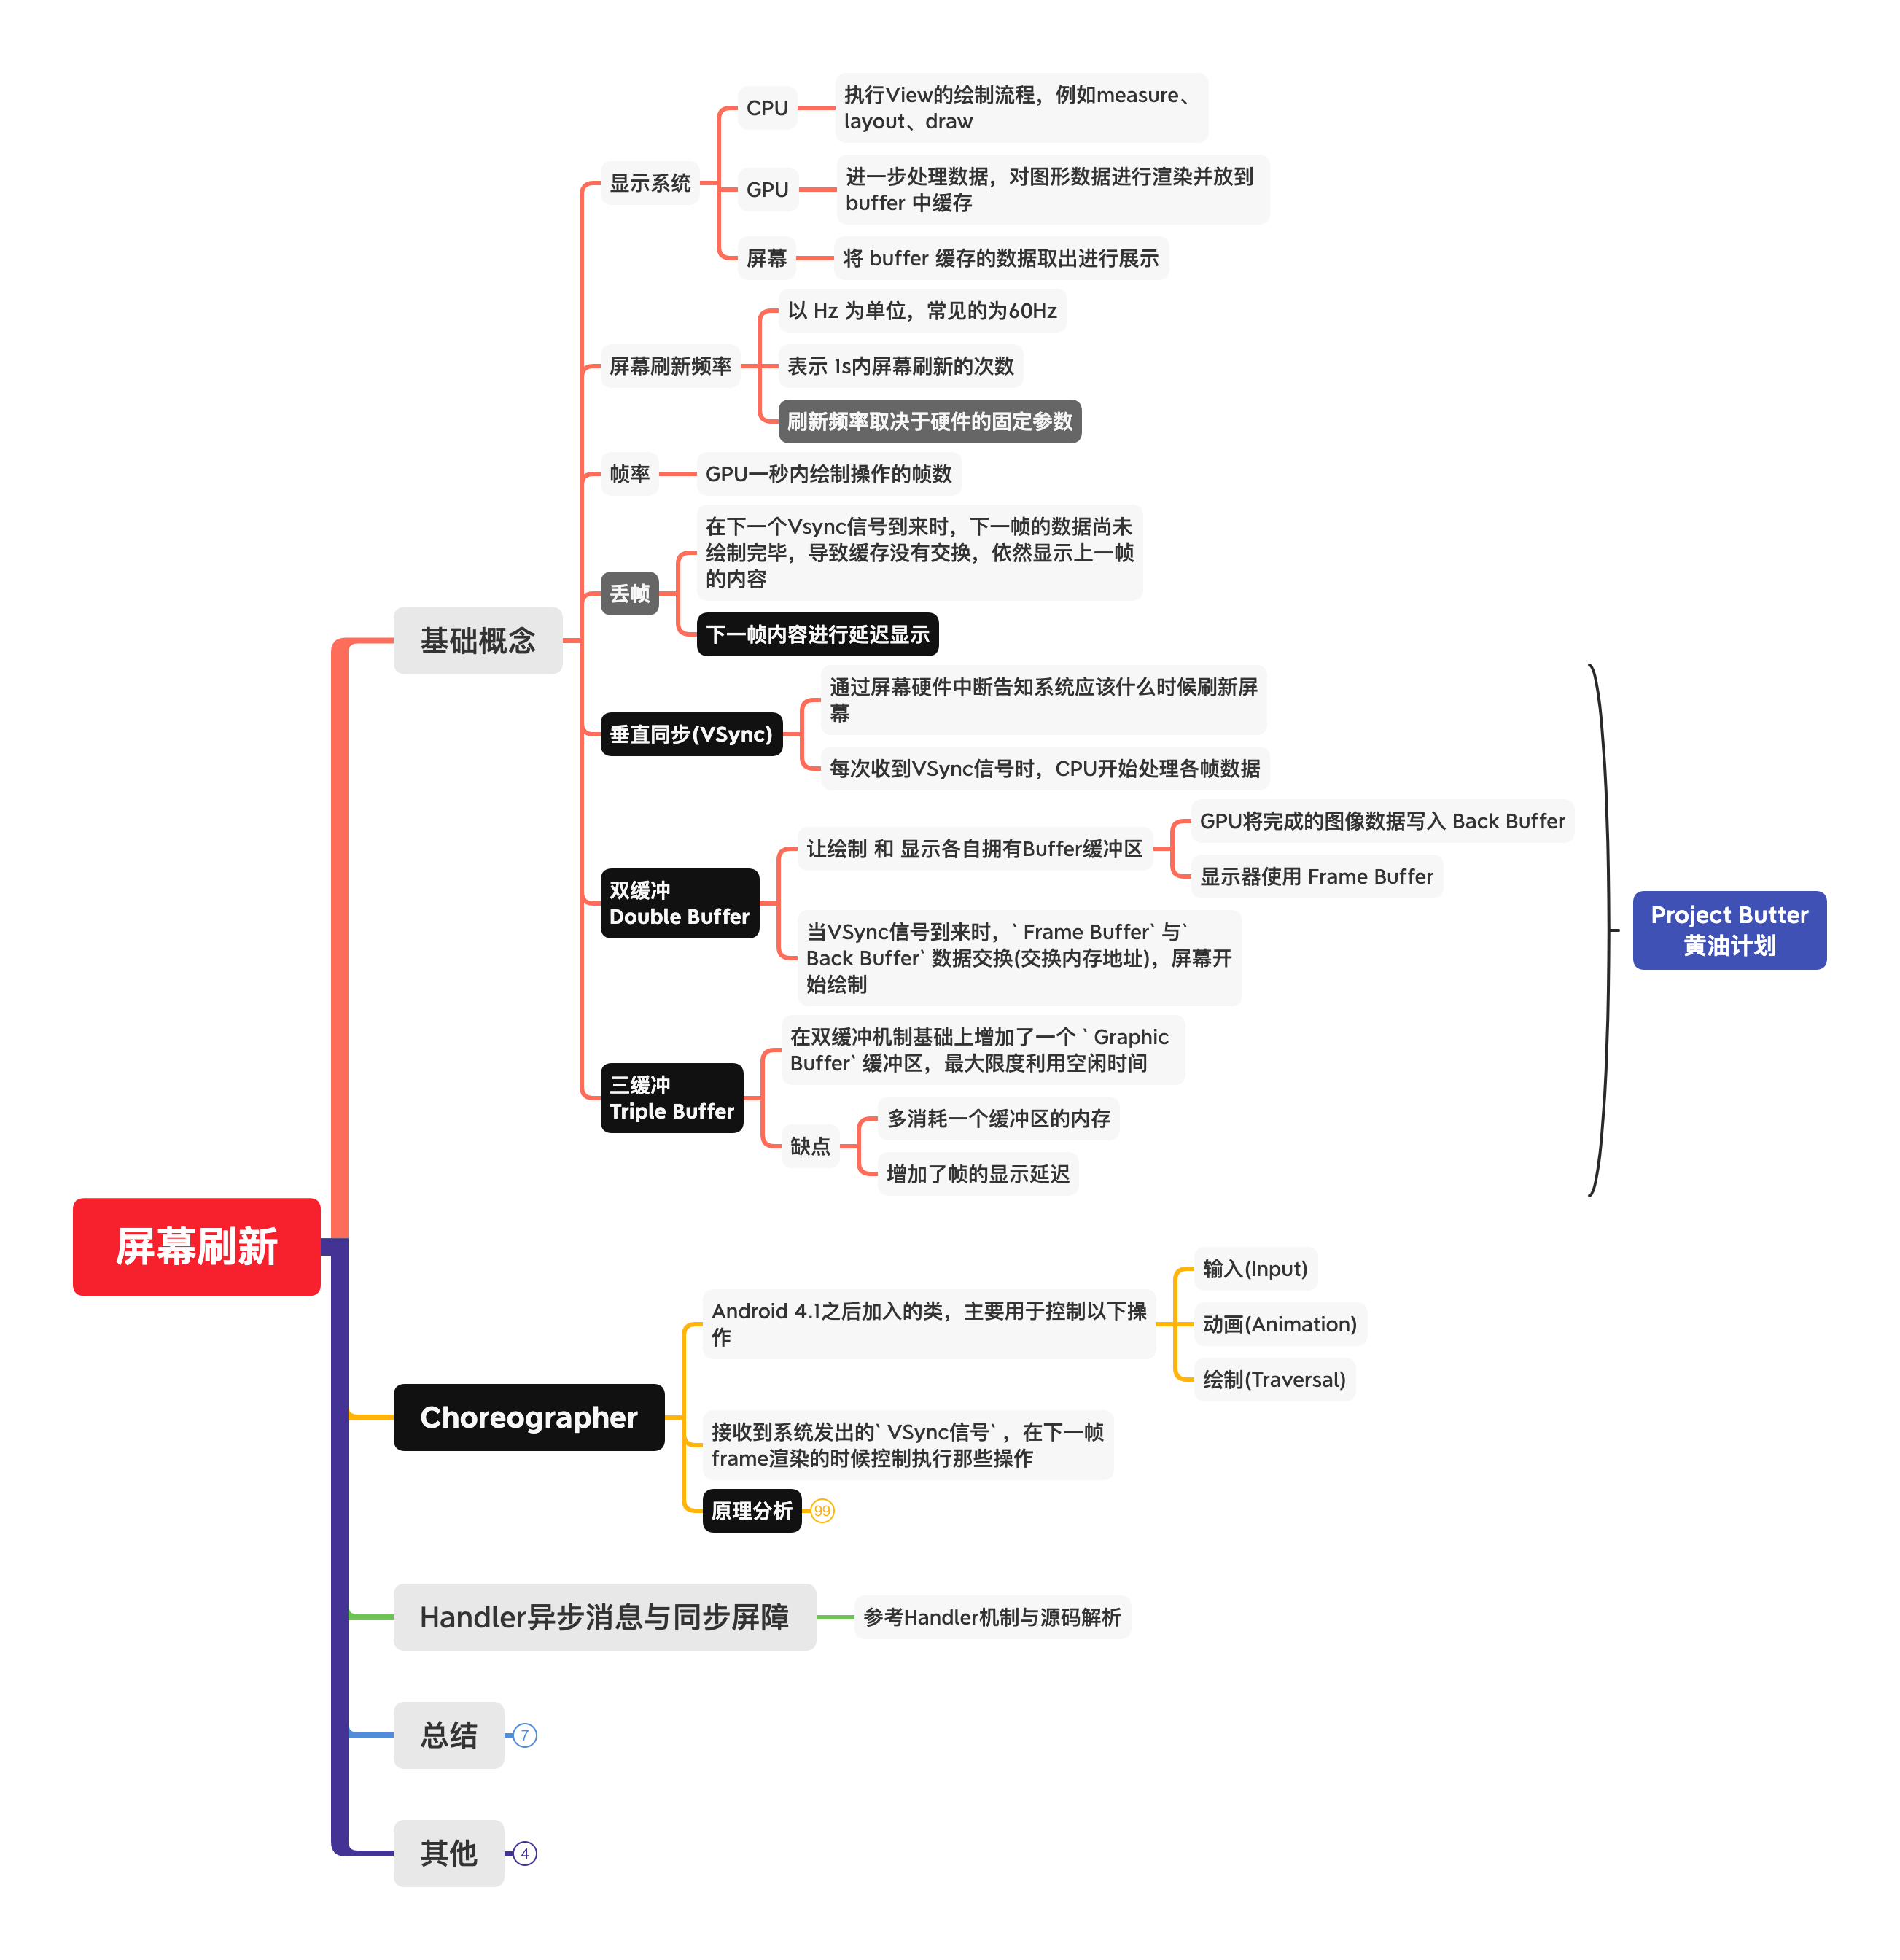 屏幕刷新
基础概念
显示系统
CPU
执行View的绘制流程，例如measure、
layout、draw
GPU
进一步处理数据，对图形数据进行渲染并放到
buffer 中缓存
屏幕
将 buffer 缓存的数据取出进行展示
屏幕刷新频率
以 Hz 为单位，常见的为60Hz
表示 1s内屏幕刷新的次数
刷新频率取决于硬件的固定参数
帧率
GPU一秒内绘制操作的帧数
丢帧
在下一个Vsync信号到来时，下一帧的数据尚未
绘制完毕，导致缓存没有交换，依然显示上一帧
的内容
下一帧内容进行延迟显示
垂直同步(VSync)
通过屏幕硬件中断告知系统应该什么时候刷新屏
幕
每次收到VSync信号时，CPU开始处理各帧数据
双缓冲
Double Buffer
让绘制 和 显示各自拥有Buffer缓冲区
GPU将完成的图像数据写入 Back Buffer
显示器使用 Frame Buffer
当VSync信号到来时，` Frame Buffer` 与`
Back Buffer` 数据交换(交换内存地址)，屏幕开
始绘制
三缓冲
Triple Buffer
在双缓冲机制基础上增加了一个 ` Graphic
Buffer` 缓冲区，最大限度利用空闲时间
缺点
多消耗一个缓冲区的内存
增加了帧的显示延迟
Project Butter
黄油计划
Choreographer
Android 4.1之后加入的类，主要用于控制以下操
作
输入(Input)
动画(Animation)
绘制(Traversal)
接收到系统发出的` VSync信号` ，在下一帧
frame渲染的时候控制执行那些操作
原理分析
99
Handler异步消息与同步屏障
参考Handler机制与源码解析
总结
7
其他
4